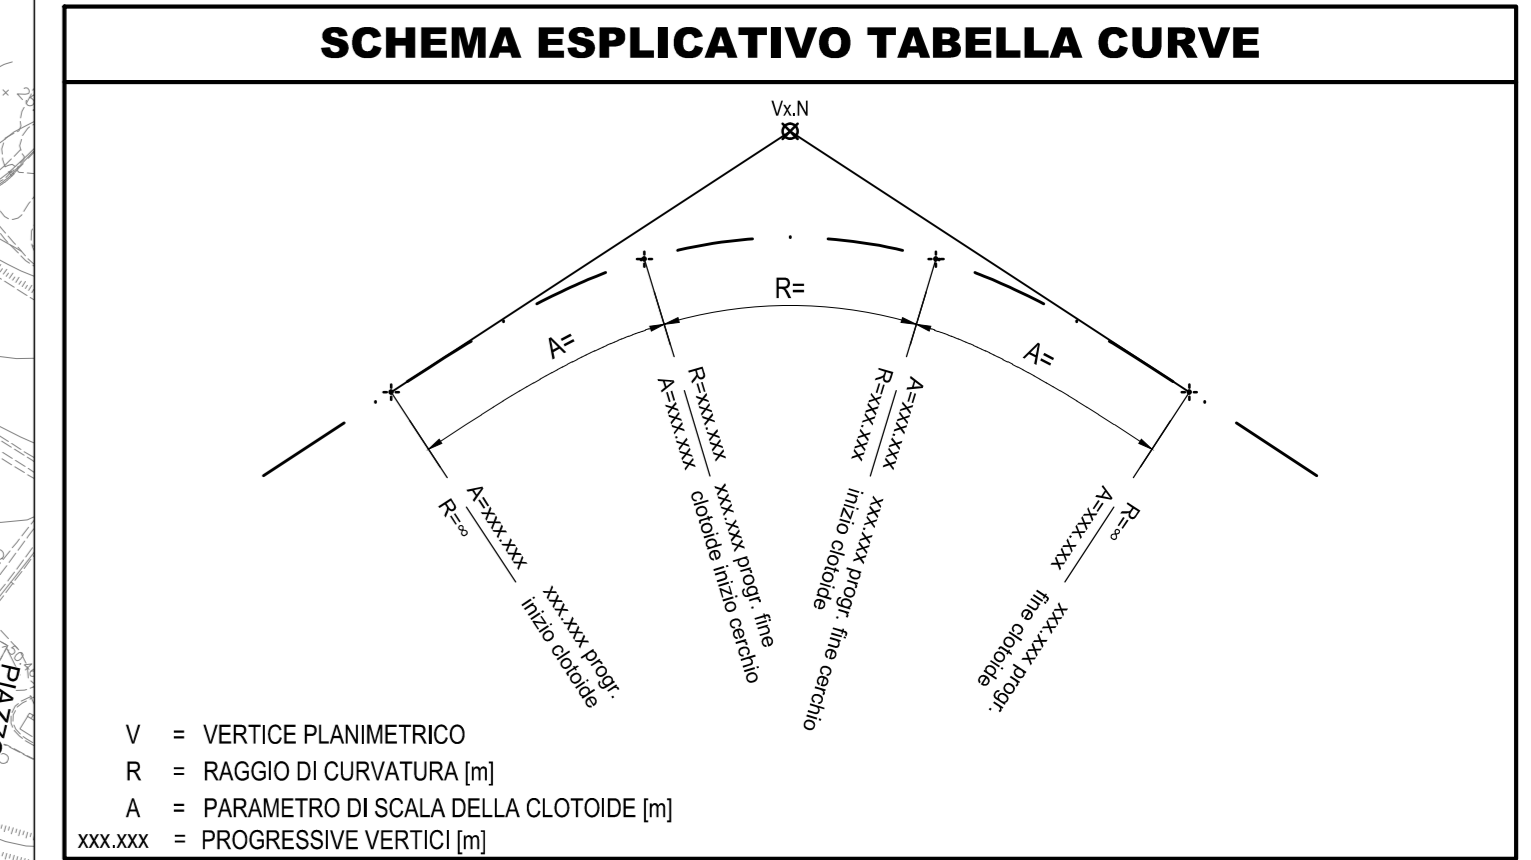 SCHEMA ESPLICATIVO TABELLA CURVE
Vx.N
R=
A=
A=
A=xxx.xxx
R=∞
xxx.xxx progr.
inizio clotoide
R=xxx.xxx
A=xxx.xxx
xxx.xxx progr. fine
clotoide inizio cerchio
A=xxx.xxx
R=xxx.xxx
xxx.xxx progr. fine cerchio
inizio clotoide
R=∞
A=xxx.xxx
xxx.xxx progr.
fine clotoide
V = VERTICE PLANIMETRICO
R = RAGGIO DI CURVATURA [m]
A = PARAMETRO DI SCALA DELLA CLOTOIDE [m]
xxx.xxx = PROGRESSIVE VERTICI [m]